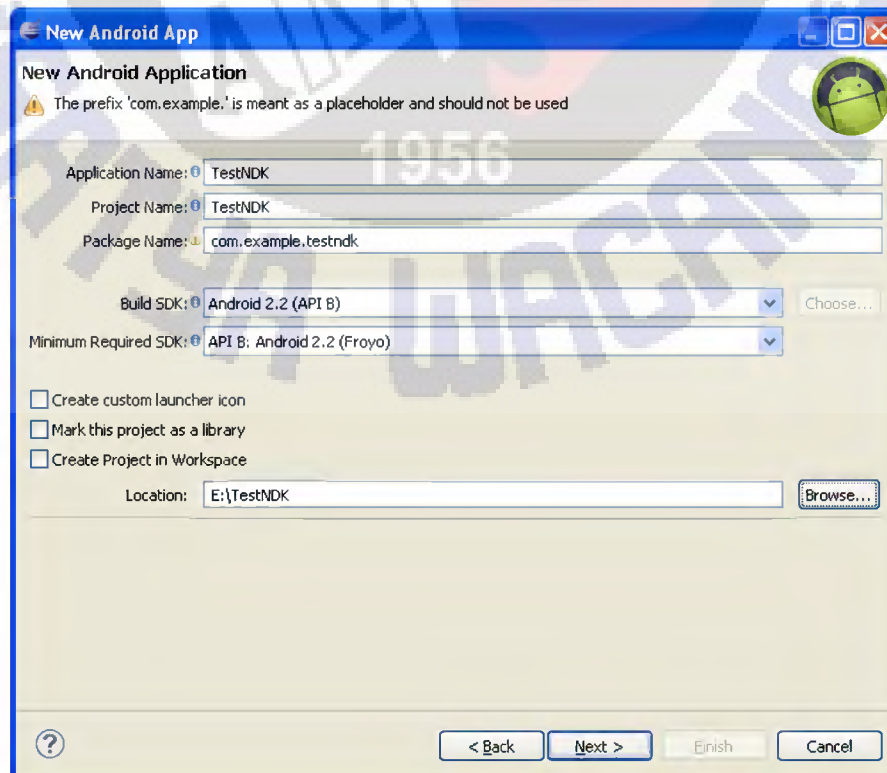 New Android App
New Android Application
The prefix 'com.example.' is meant as a placeholder and should not be used
1956
Application Name: TestNDK
Project Name: TestNDK
Package Name: com.example.testndk
WACANA
Build SDK: Android 2.2 (API 8)
Choose...
Minimum Required SDK: API 8: Android 2.2 (Froyo)
Create custom launcher icon
Mark this project as a library
Create Project in Workspace
Location: E:\TestNDK
Browse...
< Back
Next >
Finish
Cancel